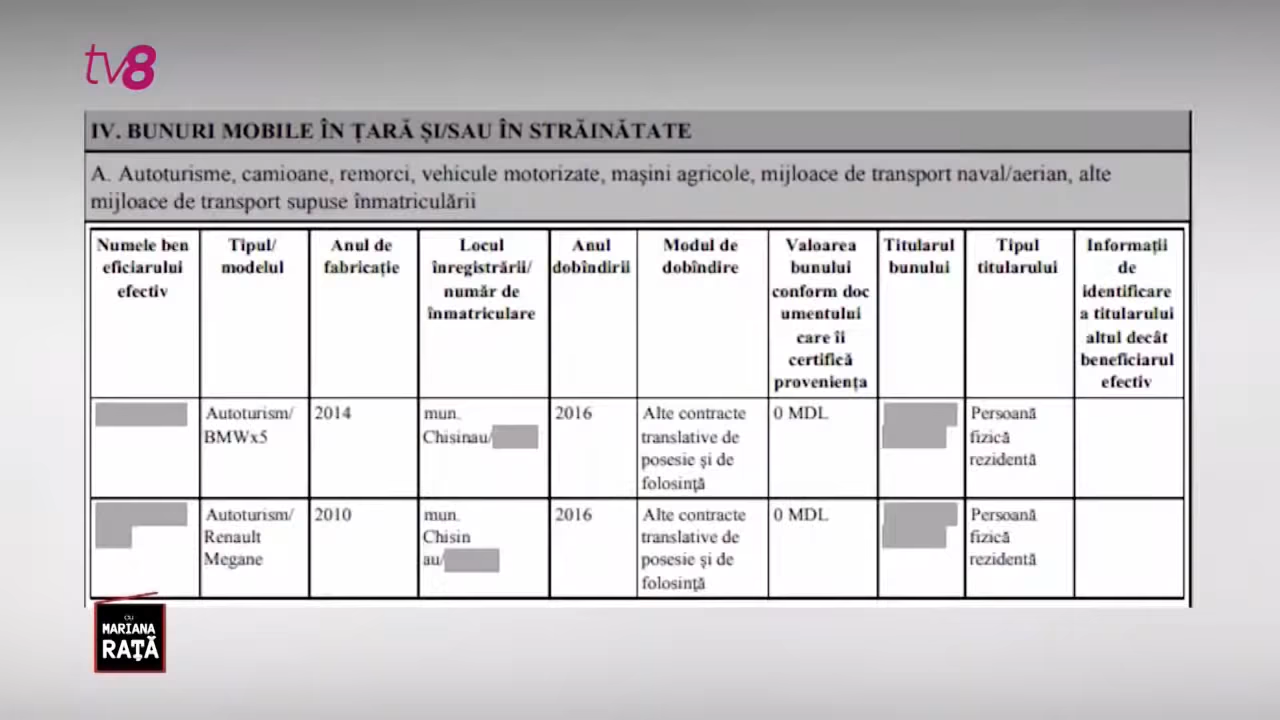 tv8
IV. BUNURI MOBILE ÎN ȚARĂ ȘI/SAU ÎN STRĂINĂTATE
A. Autoturisme, camioane, remorci, vehicule motorizate, mașini agricole, mijloace de transport naval/aerian, alte
mijloace de transport supuse înmatriculării
Numele ben
eficiarului
efectiv
Tipul/
modelul
Anul de
fabricație
Locul
înregistrării/
număr de
înmatriculare
Anul
dobîndirii
Modul de
dobîndire
Valoarea
bunului
conform doc
umentului
care îi
certifică
proveniența
Titularul
bunului
Tipul
titularului
Informații
de
identificare
a titularului
altul decât
beneficiarul
efectiv
Autoturism/
BMWx5
2014
mun.
Chisinau/
2016
Alte contracte
translative de
posesie și de
folosință
0 MDL
Persoană
fizică
rezidentă
Autoturism/
Renault
Megane
2010
mun.
Chisin
au/
2016
Alte contracte
translative de
posesie și de
folosință
0 MDL
Persoană
fizică
rezidentă
CU
MARIANA
RAȚĂ